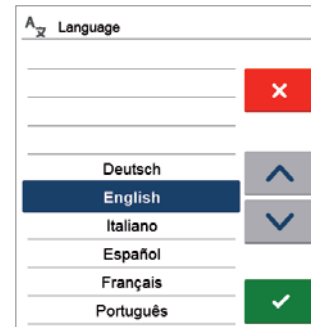 Language
Deutsch
English
Italiano
Español
Français
Português